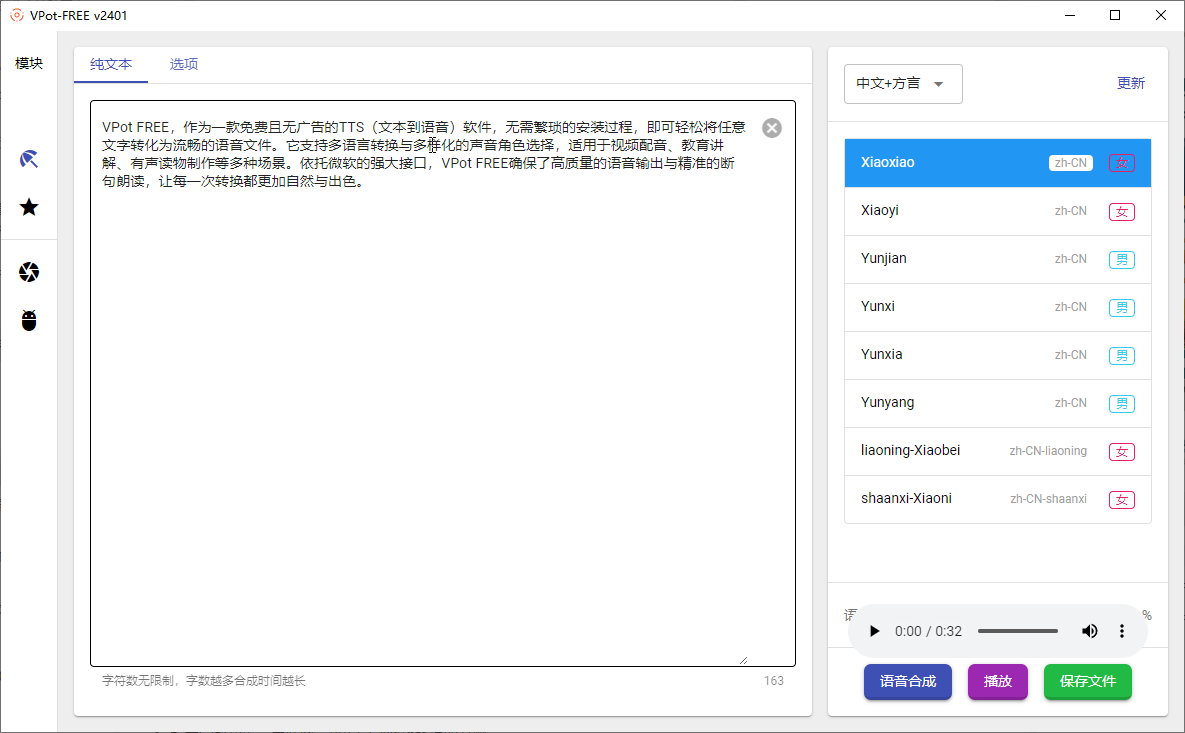 VPot-FREE v2401
模块
纯文本
选项
VPot FREE，作为一款免费且无广告的TTS（文本到语音）软件，无需繁琐的安装过程，即可轻松将任意
文字转化为流畅的语音文件。它支持多语言转换与多样化的声音角色选择，适用于视频配音、教育讲
解、有声读物制作等多种场景。依托微软的强大接口，VPot FREE确保了高质量的语音输出与精准的断
句朗读，让每一次转换都更加自然与出色。
字符数无限制，字数越多合成时间越长
163
中文+方言
更新
Xiaoxiao zh-CN 女
Xiaoyi zh-CN 女
Yunjian zh-CN 男
Yunxi zh-CN 男
Yunxia zh-CN 男
Yunyang zh-CN 男
liaoning-Xiaobei zh-CN-liaoning 女
shaanxi-Xiaoni zh-CN-shaanxi 女
%
0:00 / 0:32
语音合成
播放
保存文件